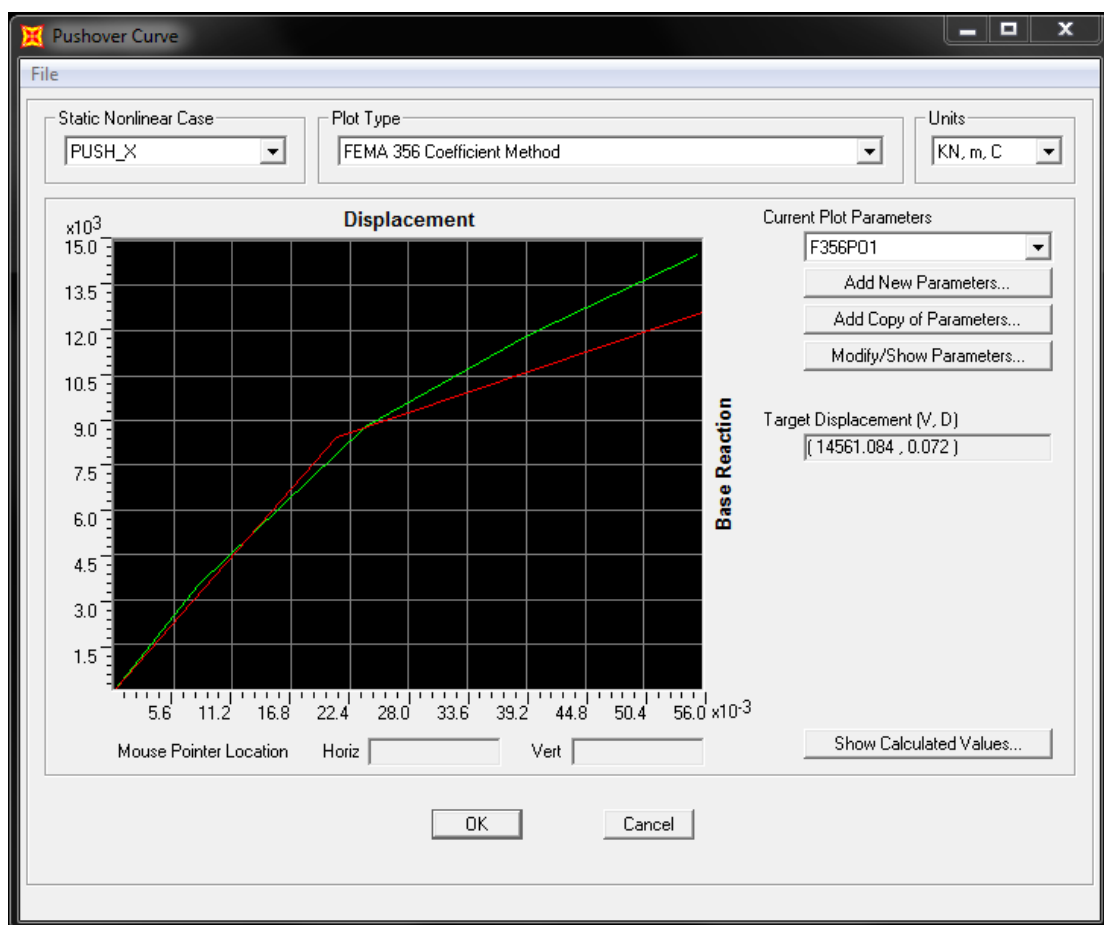 Pushover Curve
File
Static Nonlinear Case
PUSH_X
Plot Type
FEMA 356 Coefficient Method
Units
KN, m, C
x103
Displacement
15.0
13.5
12.0
10.5
9.0
7.5
6.0
4.5
3.0
1.5
5.6 11.2 16.8 22.4 28.0 33.6 39.2 44.8 50.4 56.0 x10-3
Base Reaction
Mouse Pointer Location Horiz Vert
Current Plot Parameters
F356PO1
Add New Parameters...
Add Copy of Parameters...
Modify/Show Parameters...
Target Displacement (V, D)
( 14561.084 , 0.072 )
Show Calculated Values...
OK
Cancel